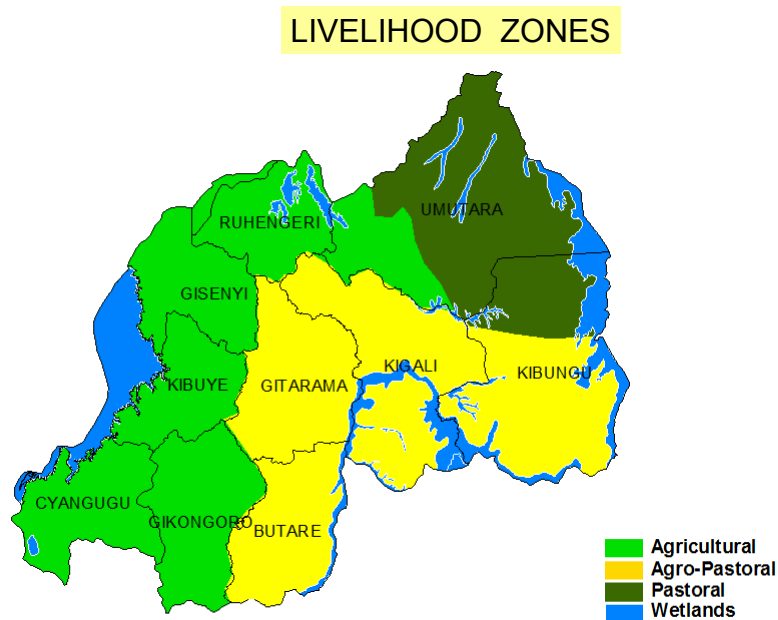 LIVELIHOOD ZONES
UMUTARA
RUHENGERI
GISENYI
KIGALI
KIBUNGU
KIBUYE
GITARAMA
CYANGUGU
GIKONGORO
BUTARE
Agricultural
Agro-Pastoral
Pastoral
Wetlands